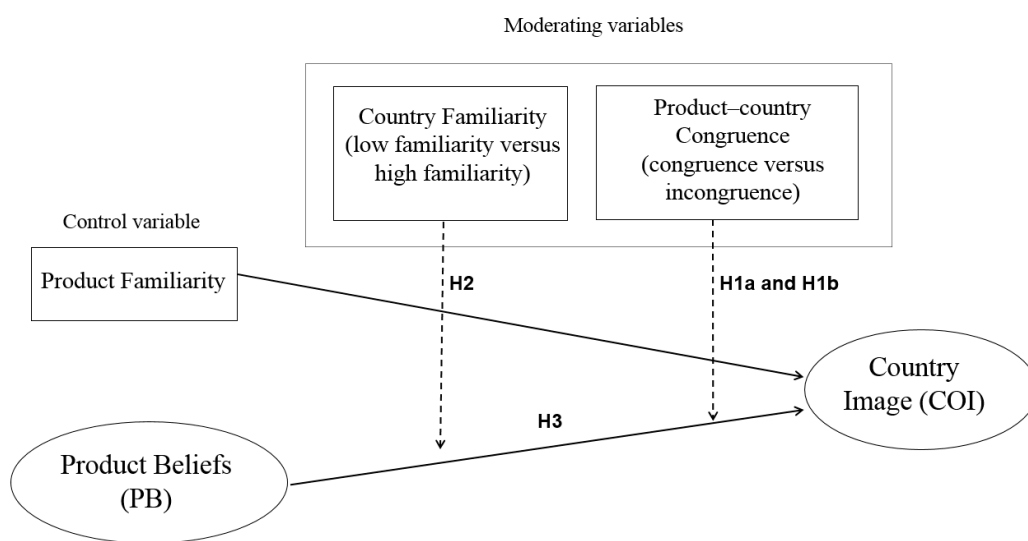 Moderating variables
Country Familiarity
(low familiarity versus
high familiarity)
Product–country
Congruence
(congruence versus
incongruence)
Control variable
Product Familiarity
H2
H1a and H1b
Country
Image (COI)
H3
Product Beliefs
(PB)